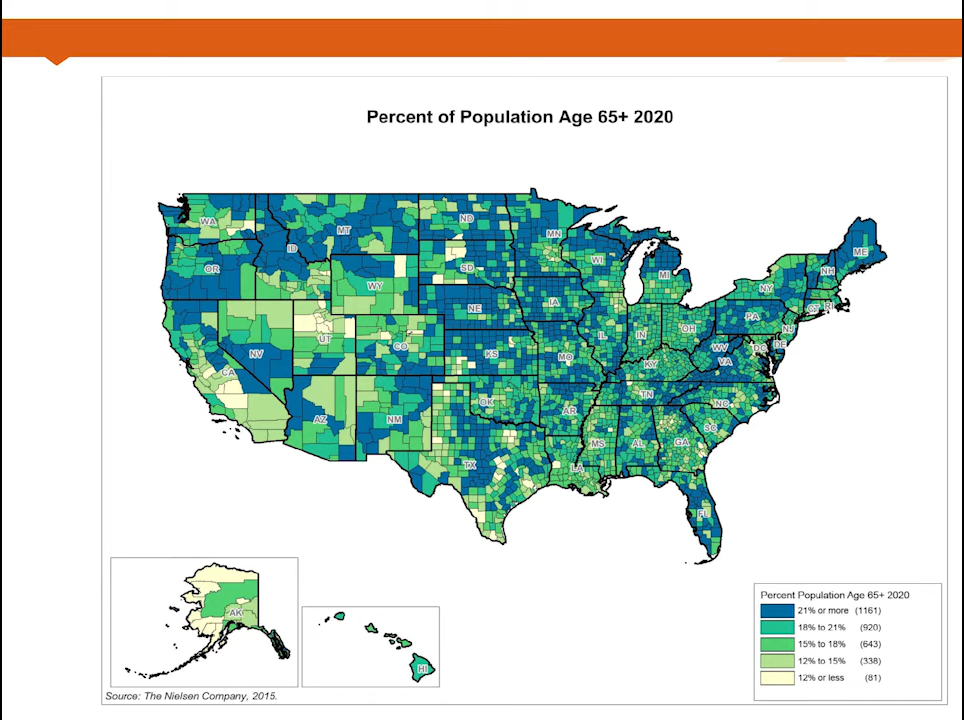 Percent of Population Age 65+ 2020
WA
MT
ND
MN
ME
ID
OR
SD
WI
MI
NH
NY
WY
CT RI
NE
IA
PA
NJ
OH
IL
IN
NV
UT
CO
DE
DC
WV
VA
KS
MO
KY
CA
TN
NC
OK
AZ
NM
AR
SC
MS
AL
GA
TX
LA
FL
AK
HI
Percent Population Age 65+ 2020
21% or more (1161)
18% to 21% (920)
15% to 18% (643)
12% to 15% (338)
12% or less (81)
Source: The Nielsen Company, 2015.